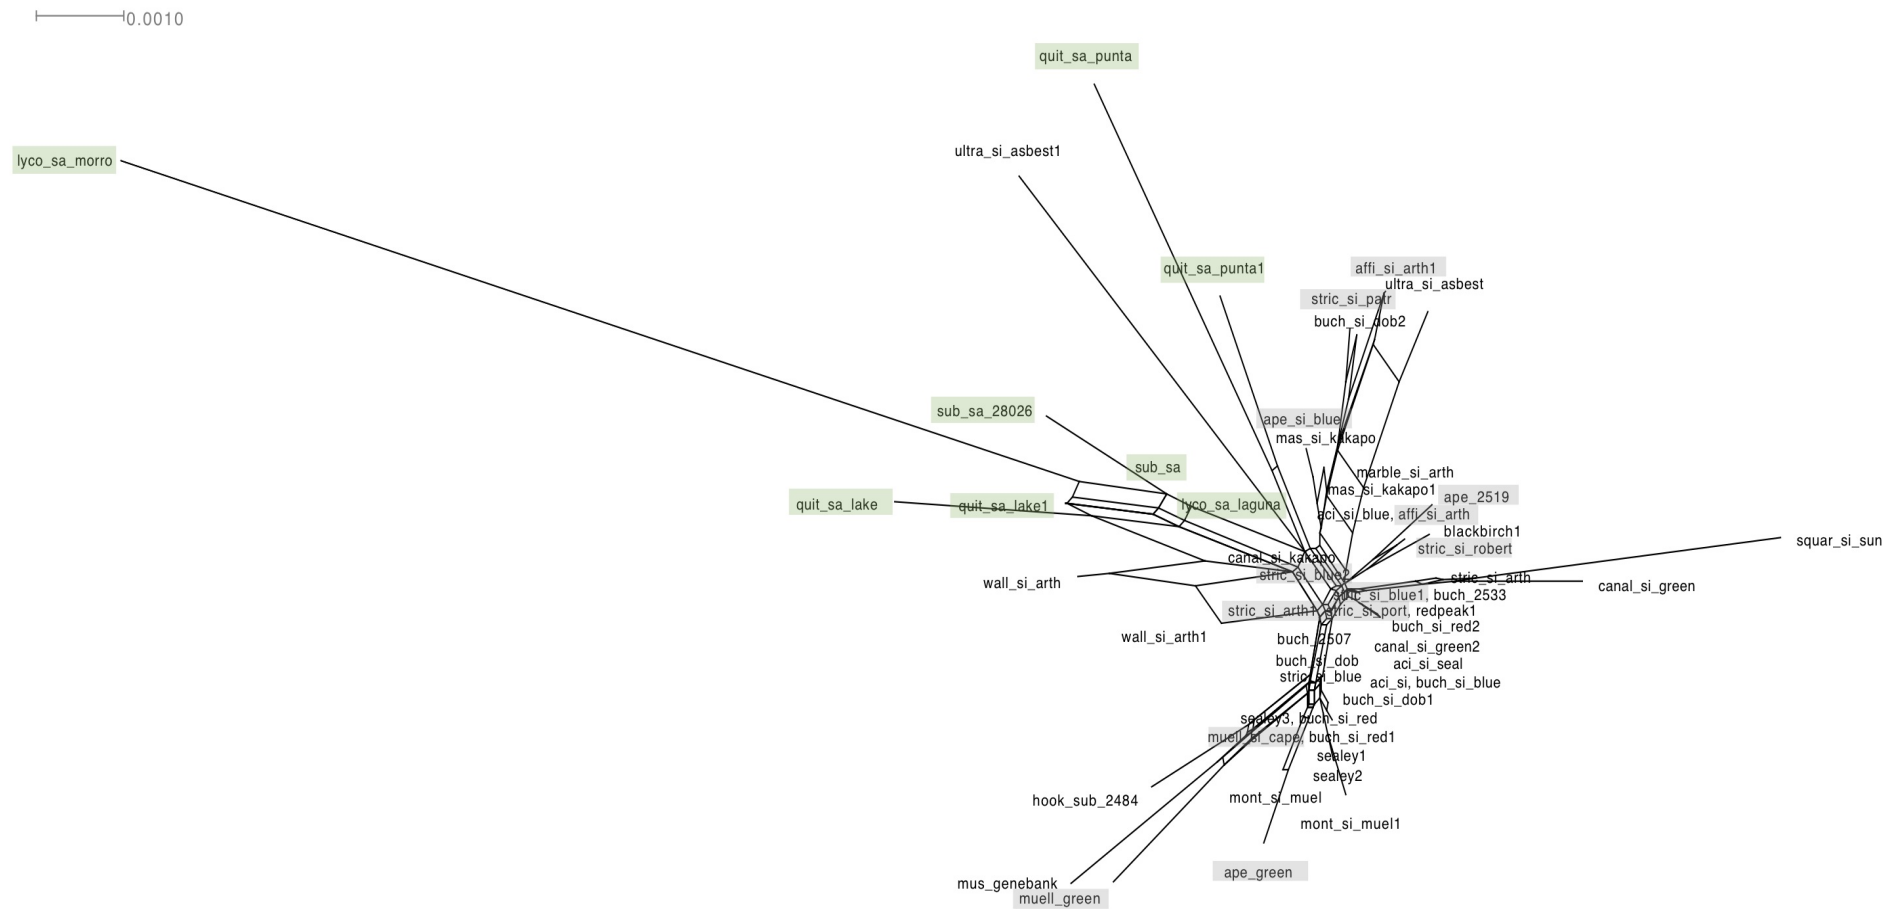 0.0010
quit_sa_punta
ultra_si_asbest1
lyco_sa_morro
quit_sa_punta1
affi_si_arth1
ultra_si_asbest
stric_si_patr
buch_si_dob2
sub_sa_28026
ape_si_blue
mas_si_kakapo
sub_sa
marble_si_arth
mas_si_kakapo1
ape_2519
quit_sa_lake
quit_sa_lake1
lyco_sa_laguna
aci_si_blue, affi_si_arth
blackbirch1
squar_si_sun
stric_si_robert
canal_si_kakapo
stric_si_blue2
wall_si_arth
stric_si_arth
canal_si_green
stric_si_blue1, buch_2533
stric_si_arth1, stric_si_port, redpeak1
buch_si_red2
wall_si_arth1
buch_2507
canal_si_green2
buch_si_dob
aci_si_seal
stric_si_blue
aci_si, buch_si_blue
buch_si_dob1
sealey3, buch_si_red
muell_si_cape, buch_si_red1
sealey1
sealey2
hook_sub_2484
mont_si_muel
mont_si_muel1
ape_green
mus_genebank
muell_green